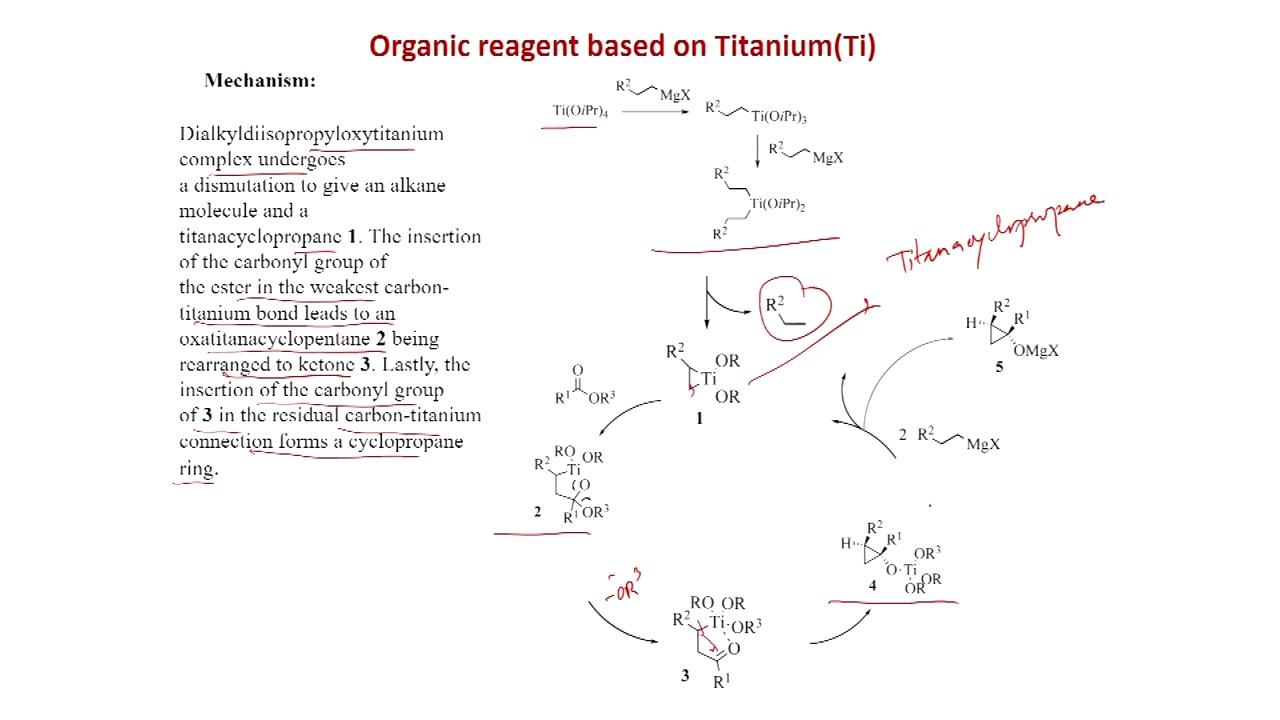 Organic reagent based on Titanium(Ti)
Mechanism:
Dialkyldiisopropyloxytitanium
complex undergoes
a dismutation to give an alkane
molecule and a
titanacyclopropane 1. The insertion
of the carbonyl group of
the ester in the weakest carbon-
titanium bond leads to an
oxatitanacyclopentane 2 being
rearranged to ketone 3. Lastly, the
insertion of the carbonyl group
of 3 in the residual carbon-titanium
connection forms a cyclopropane
ring.
R² MgX
Ti(OiPr)₄
R² Ti(OiPr)₃
R² MgX
R²
Ti(OiPr)₂
R²
Titanacyclopropane
R²
R²
OR
Ti
OR
1
O
R¹ OR³
RO OR
R² Ti
O
R¹ OR³
2
-OR³
RO OR
R² Ti OR³
O
R¹
3
R²
H R¹
OR³
O Ti
OR OR
4
2 R² MgX
R²
H R¹
OMgX
5